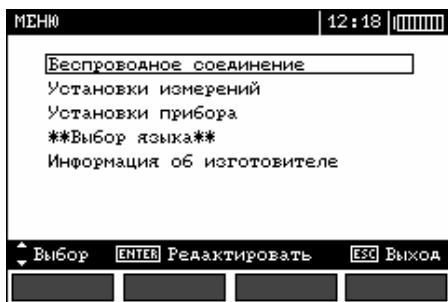 МЕНЮ 12:18
Беспроводное соединение
Установки измерений
Установки прибора
**Выбор языка**
Информация об изготовителе
Выбор ENTER Редактировать ESC Выход